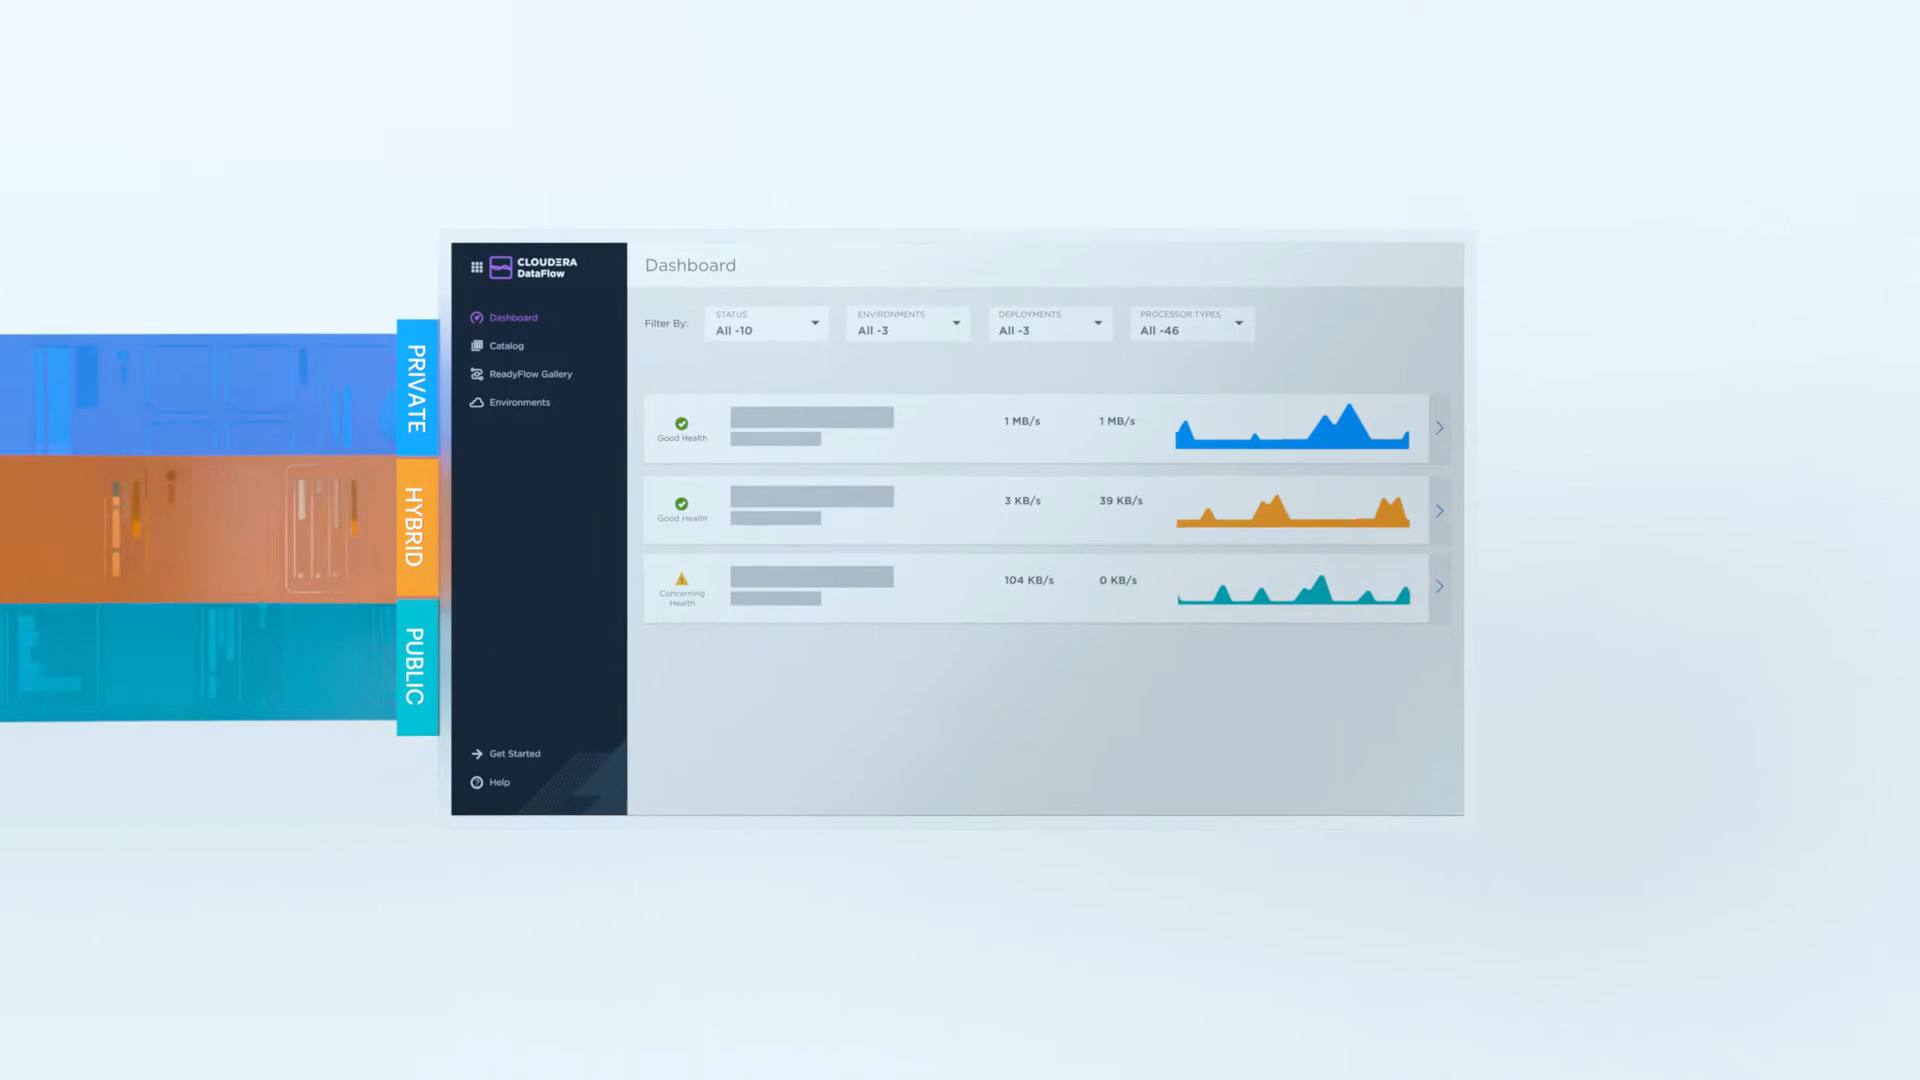 PRIVATE
HYBRID
PUBLIC
CLOUDERA
DataFlow
Dashboard
Catalog
ReadyFlow Gallery
Environments
Get Started
Help
Dashboard
Filter By:
STATUS
All -10
ENVIRONMENTS
All -3
DEPLOYMENTS
All -3
PROCESSOR TYPES
All -46
Good Health
1 MB/s
1 MB/s
Good Health
3 KB/s
39 KB/s
Concerning
Health
104 KB/s
0 KB/s